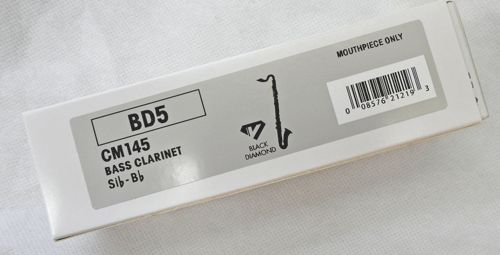 MOUTHPIECE ONLY
BD5
CM145
BASS CLARINET
Si♭-B♭
BLACK
DIAMOND
0 08576 21219 3